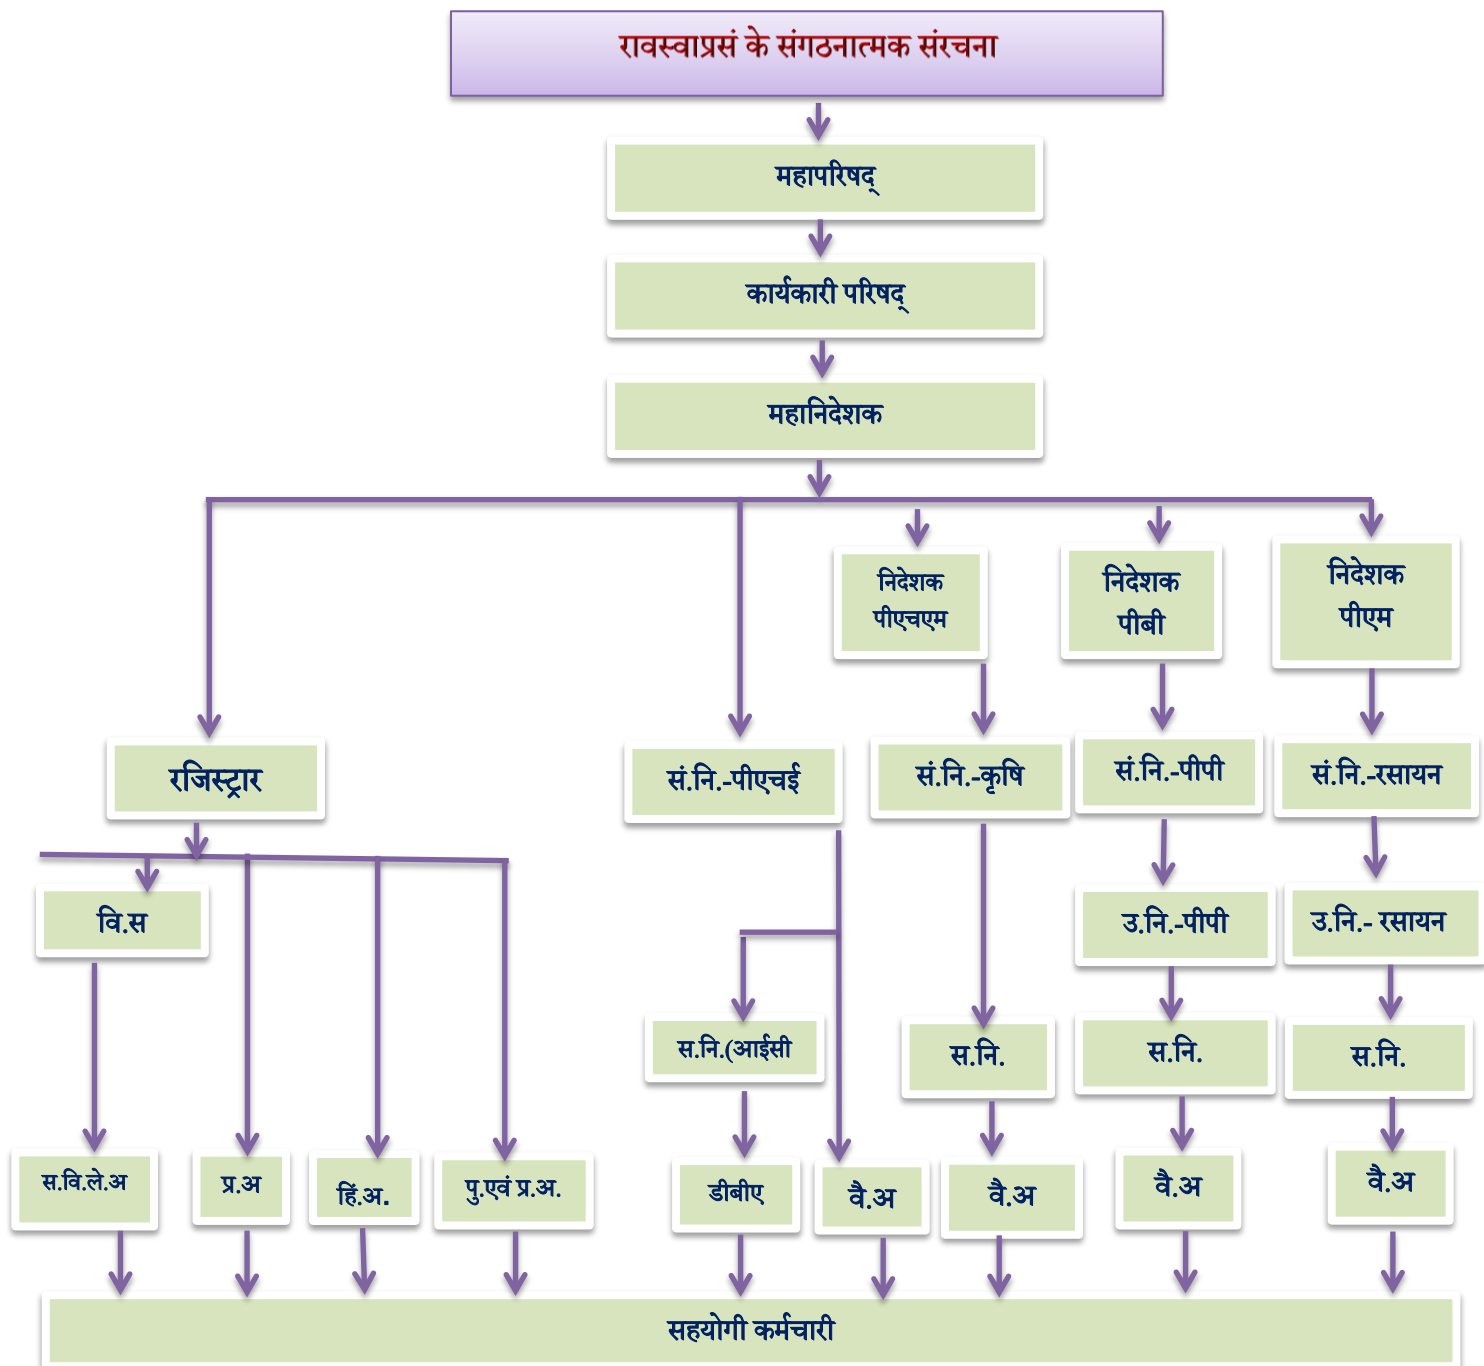 रावस्वाप्रसं के संगठनात्मक संरचना
महापरिषद्
कार्यकारी परिषद्
महानिदेशक
निदेशक
पीएचएम
निदेशक
पीबी
निदेशक
पीएम
रजिस्ट्रार
सं.नि.-पीएचई
सं.नि.-कृषि
सं.नि.-पीपी
सं.नि.-रसायन
वि.स
उ.नि.-पीपी
उ.नि.- रसायन
स.नि.(आईसी
स.नि.
स.नि.
स.नि.
स.वि.ले.अ
प्र.अ
हिं.अ.
पु.एवं प्र.अ.
डीबीए
वै.अ
वै.अ
वै.अ
वै.अ
सहयोगी कर्मचारी